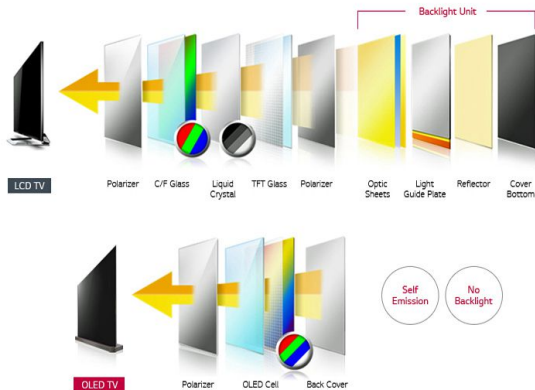 Backlight Unit
LCD TV
Polarizer
C/F Glass
Liquid
Crystal
TFT Glass
Polarizer
Optic
Sheets
Light
Guide Plate
Reflector
Cover
Bottom
Self
Emission
No
Backlight
OLED TV
Polarizer
OLED Cell
Back Cover